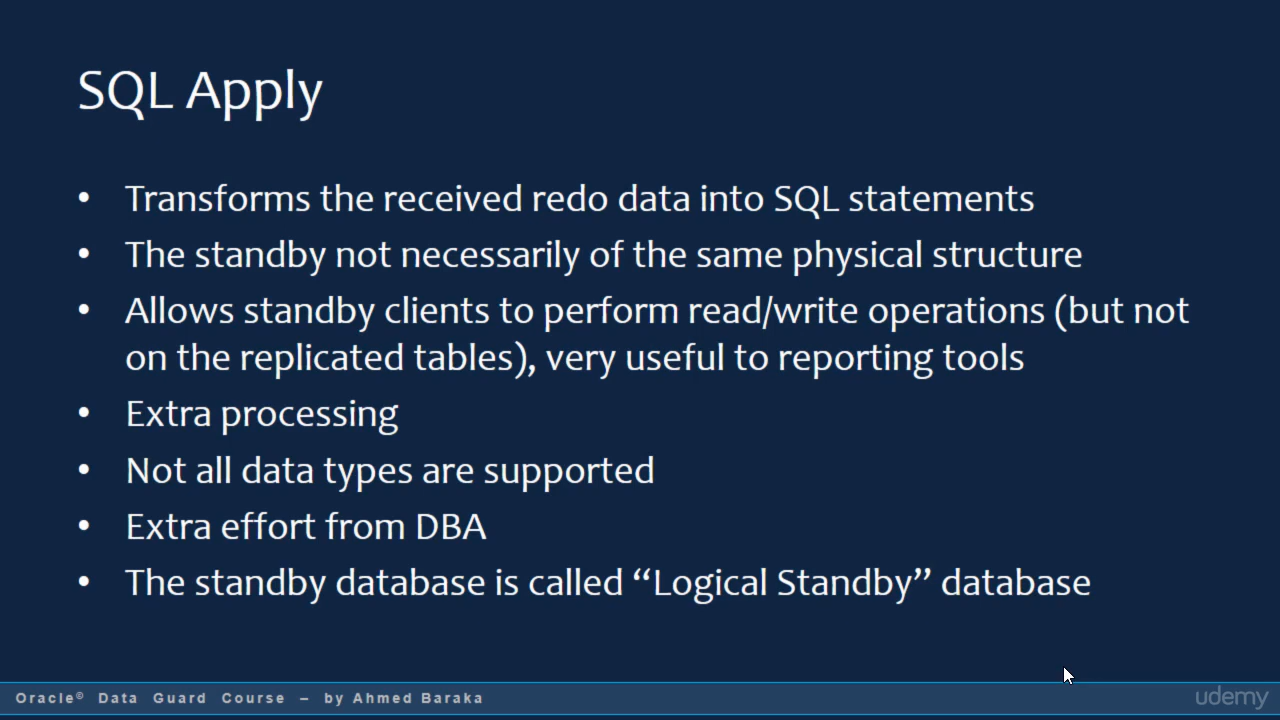 SQL Apply
• Transforms the received redo data into SQL statements
• The standby not necessarily of the same physical structure
• Allows standby clients to perform read/write operations (but not
on the replicated tables), very useful to reporting tools
• Extra processing
• Not all data types are supported
• Extra effort from DBA
• The standby database is called “Logical Standby” database
Oracle© Data Guard Course – by Ahmed Baraka
udemy